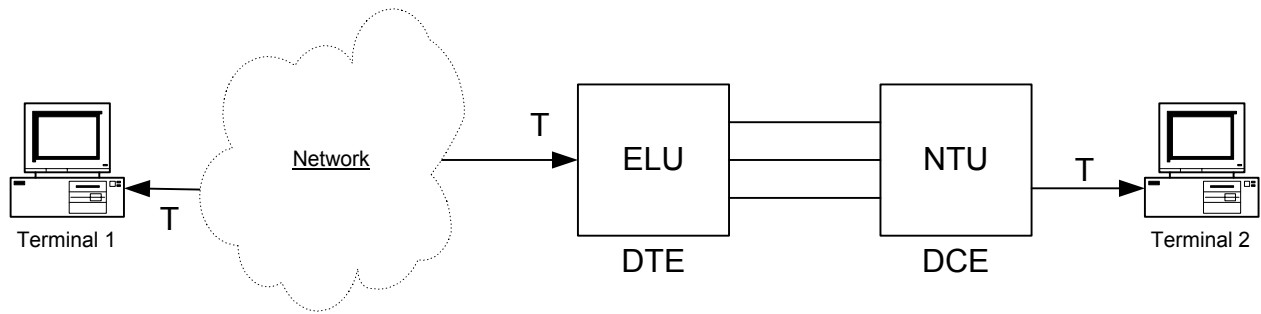 Terminal 1
T
Network
T
ELU
DTE
NTU
DCE
T
Terminal 2